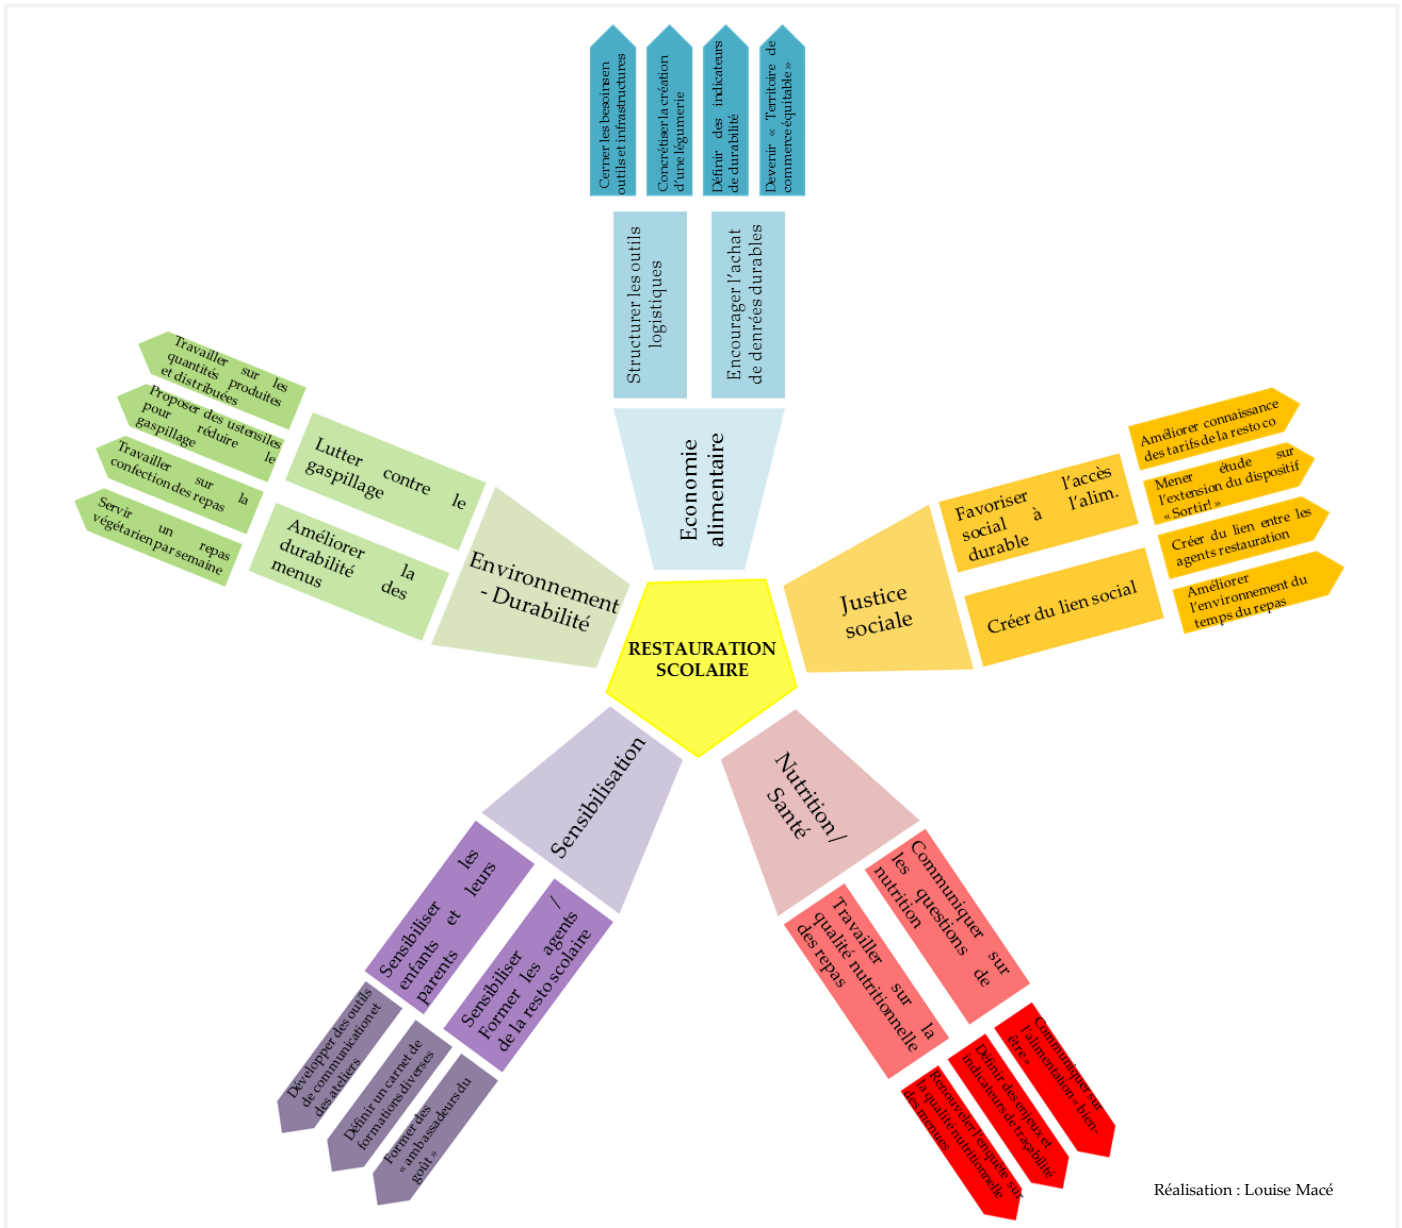 Cerner les besoins en
outils et infrastructures
Concrétiser la création
d'une légumerie
Définir des indicateurs
de durabilité
Devenir « Territoire de
commerce équitable »
Structurer les outils
logistiques
Encourager l'achat
de denrées durables
Economie
alimentaire
Travailler sur les
quantités produites
et distribuées
Proposer des ustensiles
pour réduire le
gaspillage
Travailler sur la
confection des repas
Servir un repas
végétarien par semaine
Lutter contre le
gaspillage
Améliorer la
durabilité des
menus
Environnement
- Durabilité
Améliorer connaissance
des tarifs de la resto co
Mener étude sur
l'extension du dispositif
« Sortir! »
Créer du lien entre les
agents restauration
Améliorer
l'environnement du
temps du repas
Favoriser l'accès
social à l'alim.
durable
Créer du lien social
Justice
sociale
RESTAURATION
SCOLAIRE
Sensibilisation
Sensibiliser les
enfants et leurs
parents
Sensibiliser /
Former les agents
de la resto scolaire
Développer des outils
de communication et
des ateliers
Définir un carnet de
formations diverses
Former des
« ambassadeurs du
goût »
Nutrition/
Santé
Communiquer sur
les questions de
nutrition
Travailler sur la
qualité nutritionnelle
des repas
Communiquer sur
l'alimentation « bien-
être »
Définir des enjeux et
indicateurs de traçabilité
Renouveler l'enquête sur
la qualité nutritionnelle
des menues
Réalisation : Louise Macé